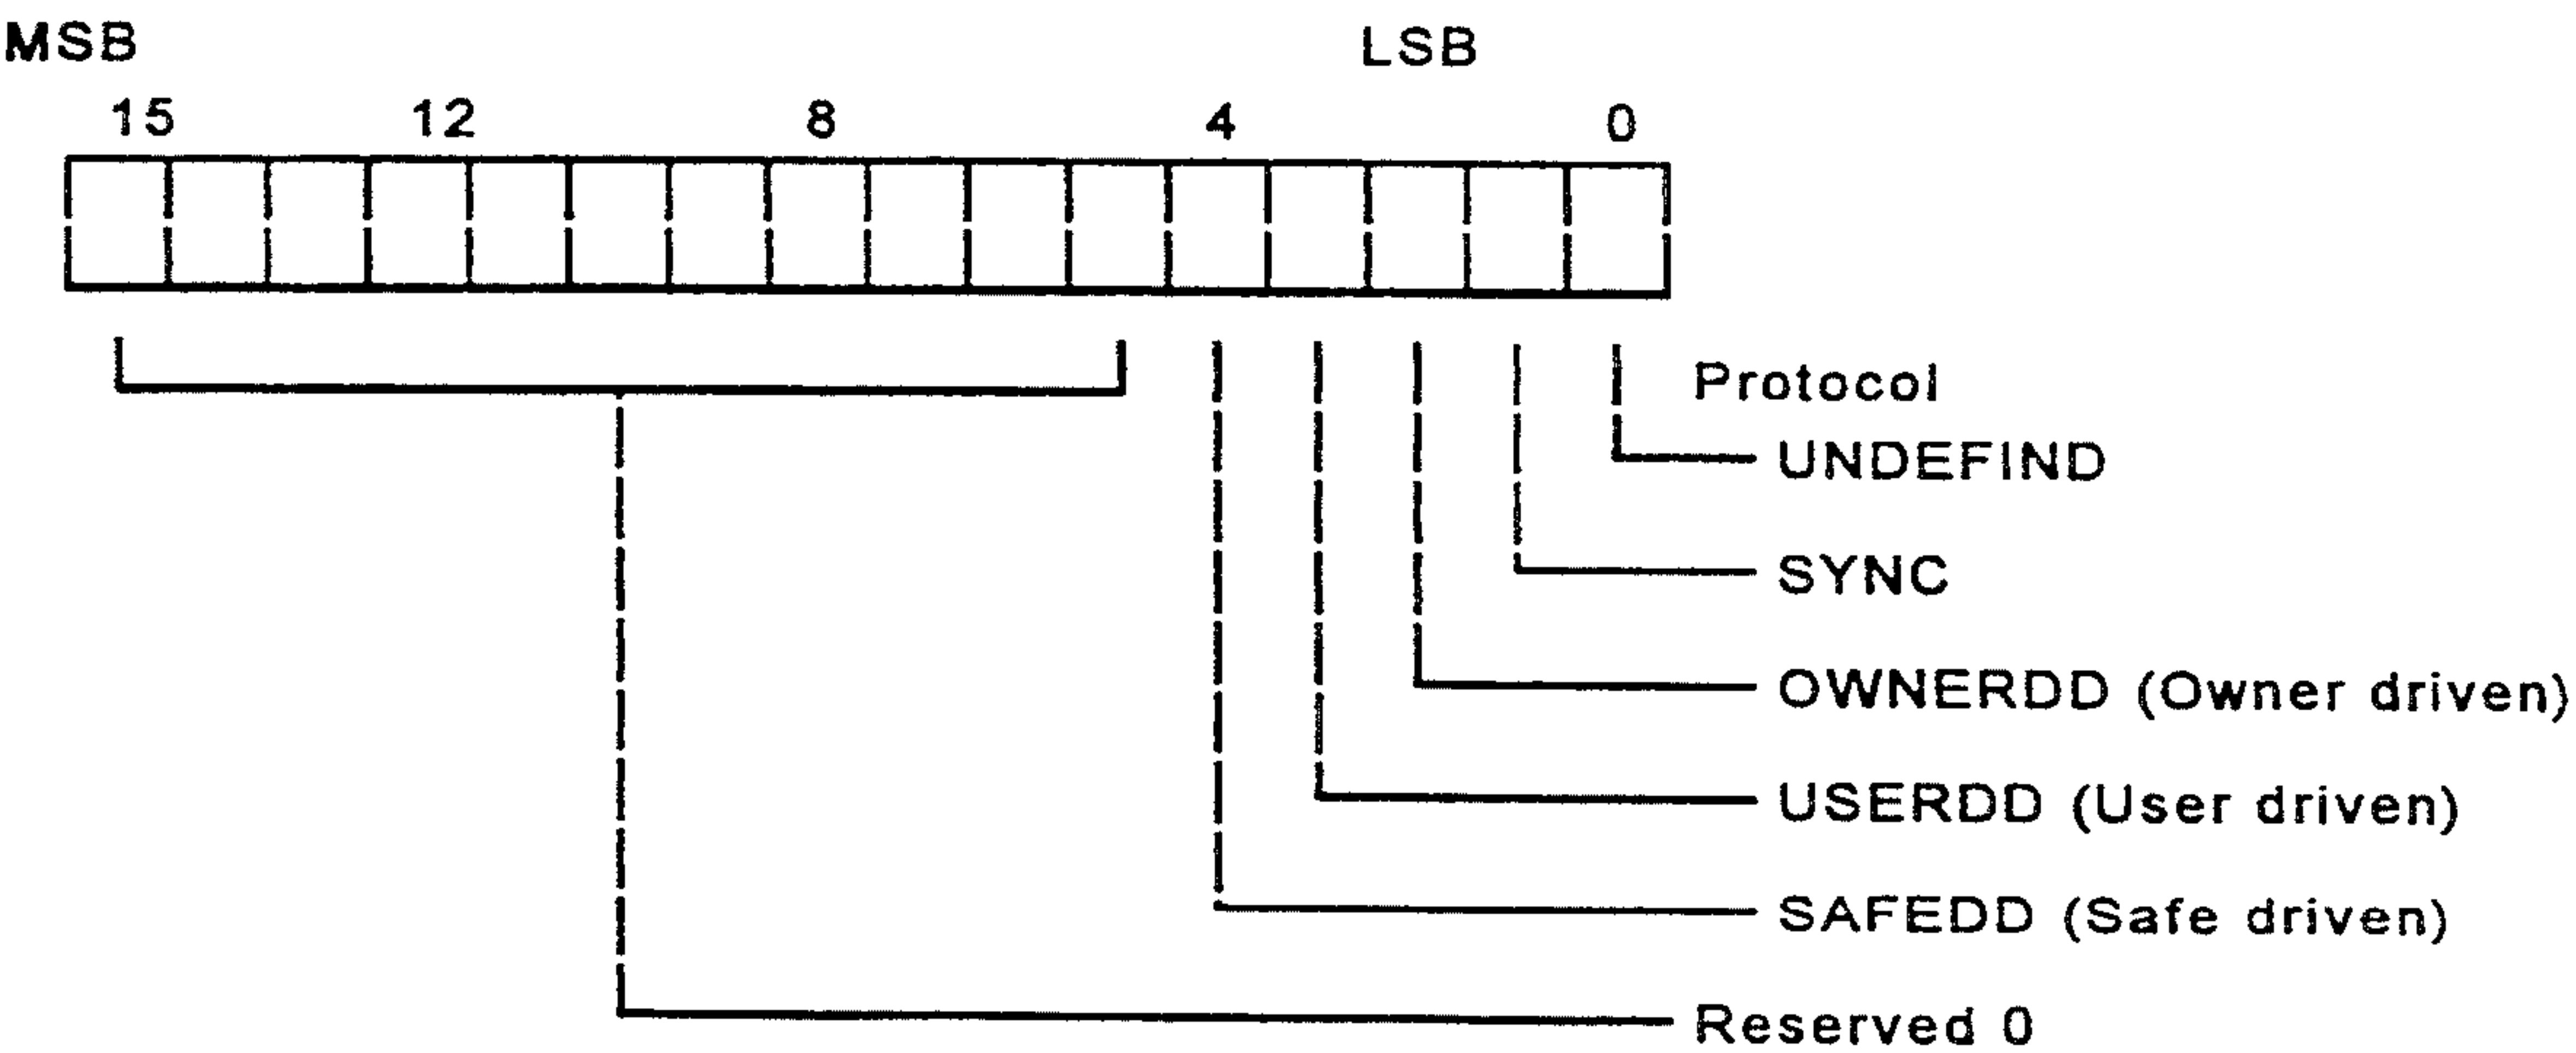 MSB LSB
15 12 8 4 0
Protocol
UNDEFIND
SYNC
OWNERDD (Owner driven)
USERDD (User driven)
SAFEDD (Safe driven)
Reserved 0